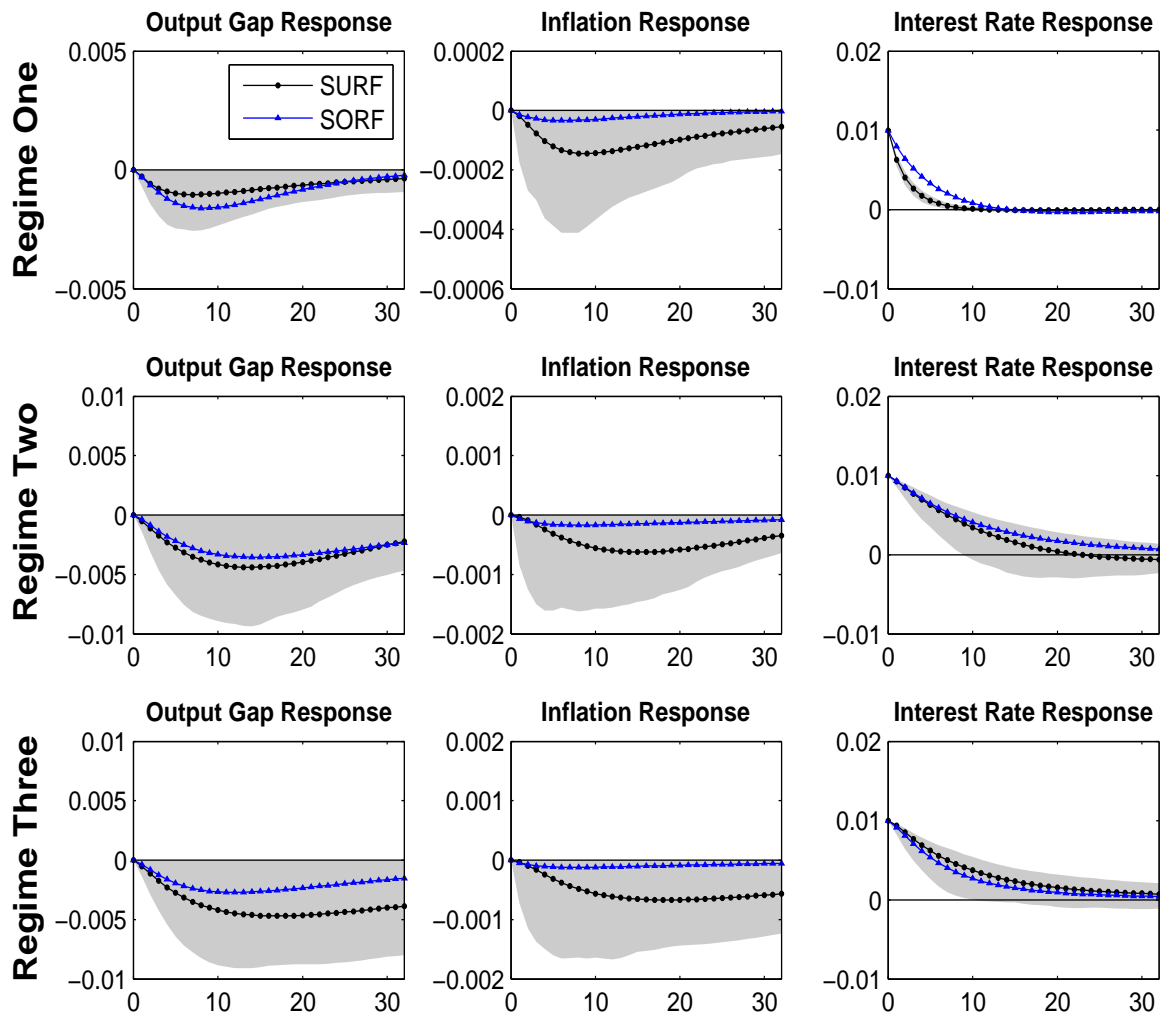 Regime One
Output Gap Response
0.005
0
−0.005
0 10 20 30
SURF
SORF
Inflation Response
0.0002
0
−0.0002
−0.0004
−0.0006
0 10 20 30
Interest Rate Response
0.02
0.01
0
−0.01
0 10 20 30
Regime Two
Output Gap Response
0.01
0.005
0
−0.005
−0.01
0 10 20 30
Inflation Response
0.002
0.001
0
−0.001
−0.002
0 10 20 30
Interest Rate Response
0.02
0.01
0
−0.01
0 10 20 30
Regime Three
Output Gap Response
0.01
0.005
0
−0.005
−0.01
0 10 20 30
Inflation Response
0.002
0.001
0
−0.001
−0.002
0 10 20 30
Interest Rate Response
0.02
0.01
0
−0.01
0 10 20 30